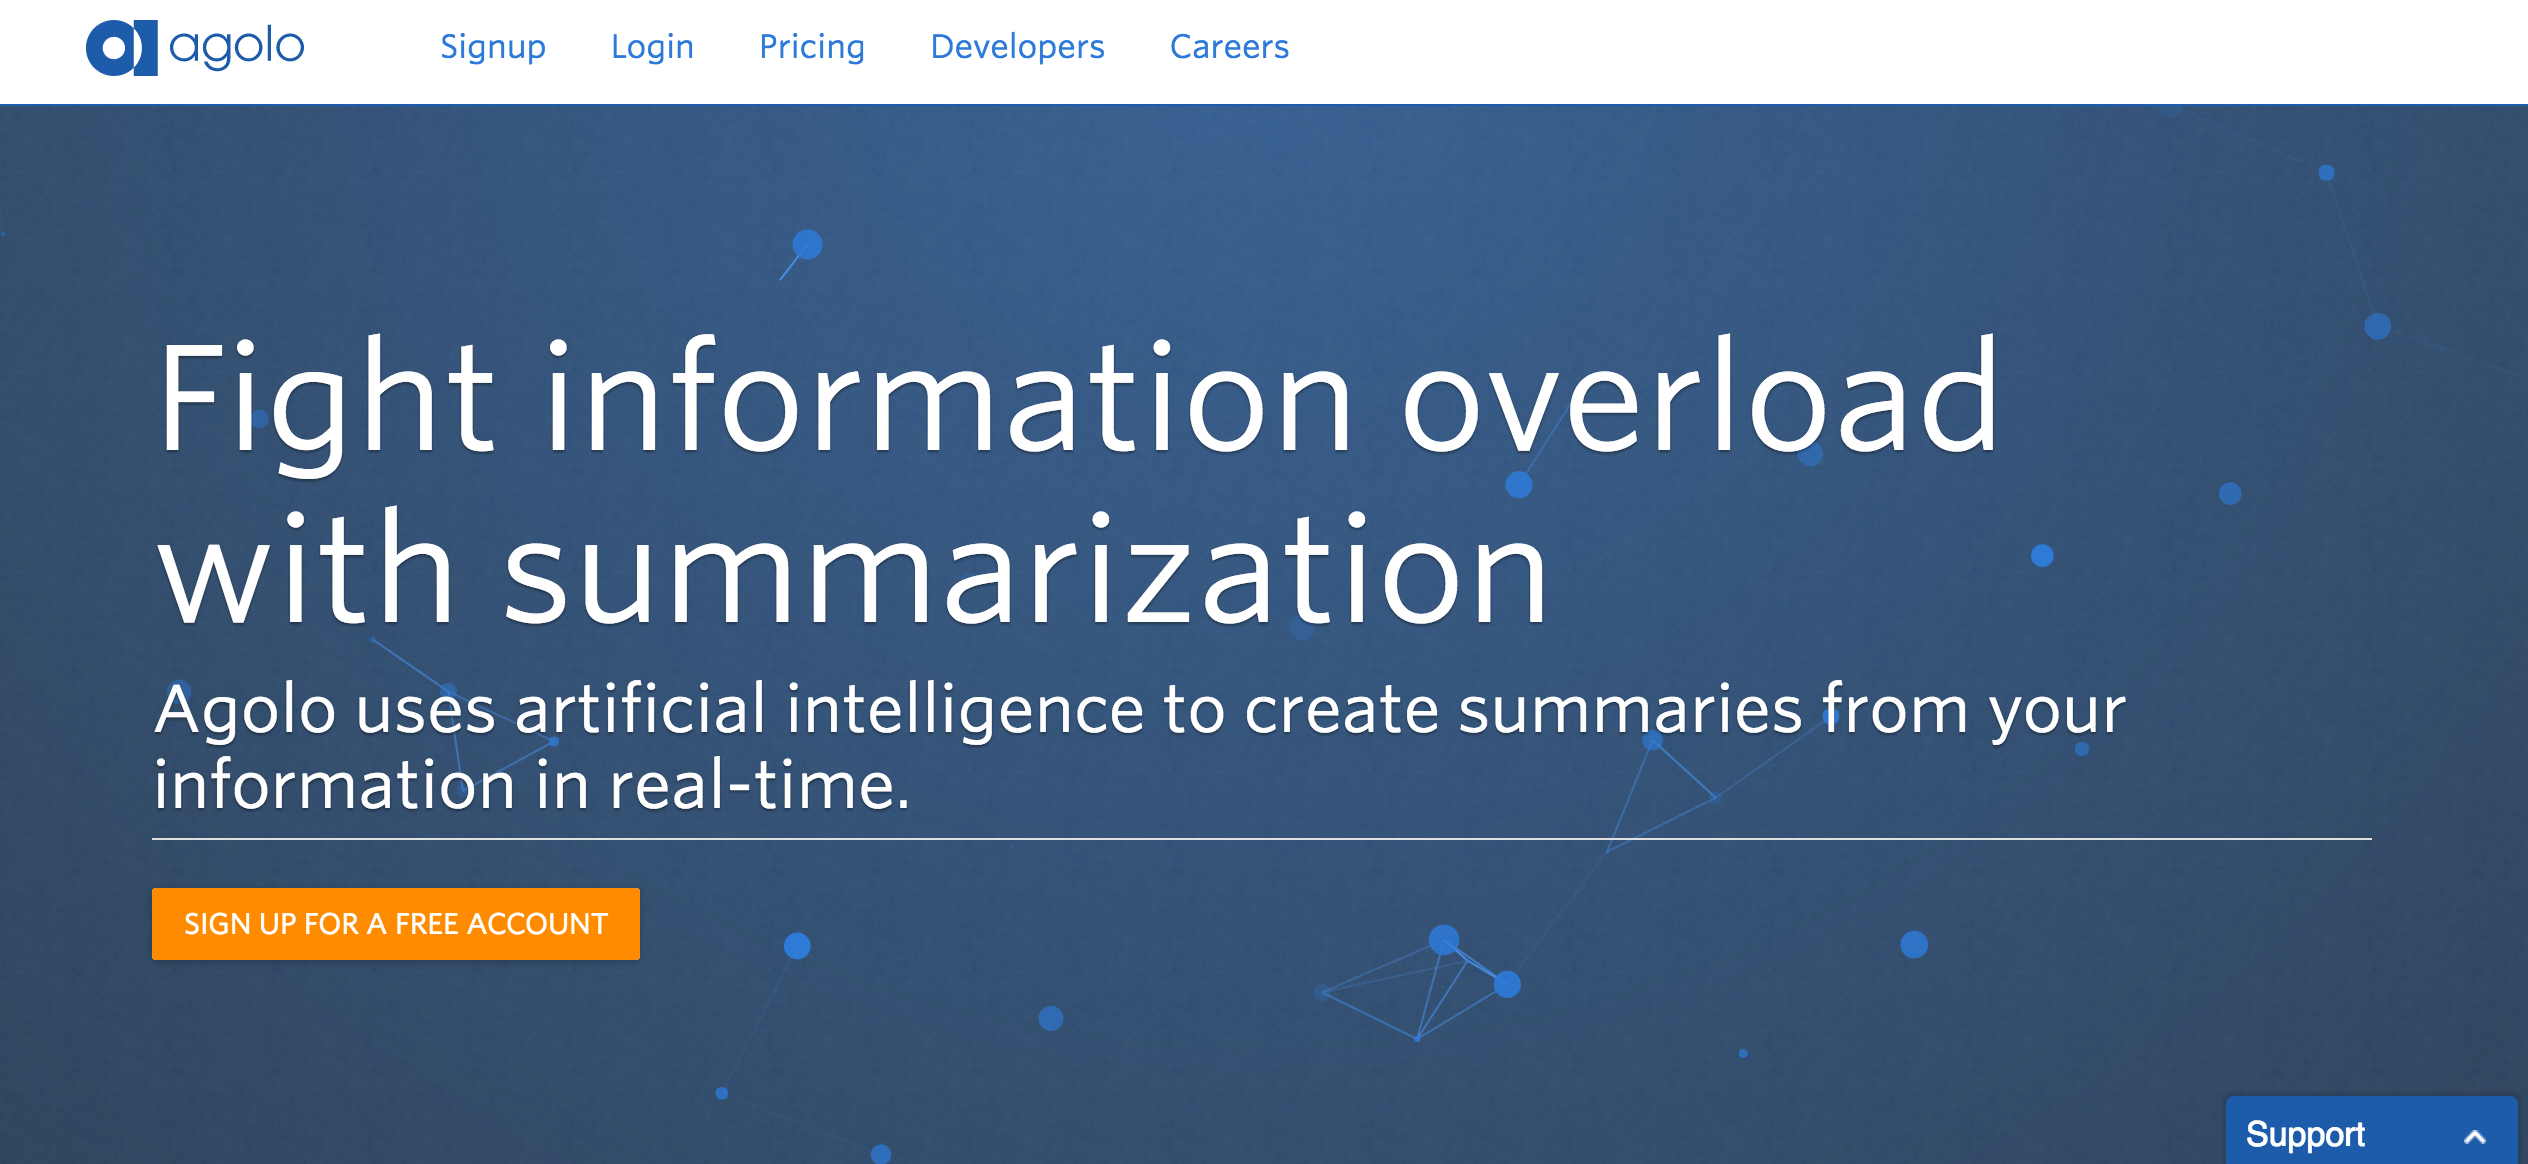 agolo
Signup
Login
Pricing
Developers
Careers
Fight information overload
with summarization
Agolo uses artificial intelligence to create summaries from your
information in real-time.
SIGN UP FOR A FREE ACCOUNT
Support